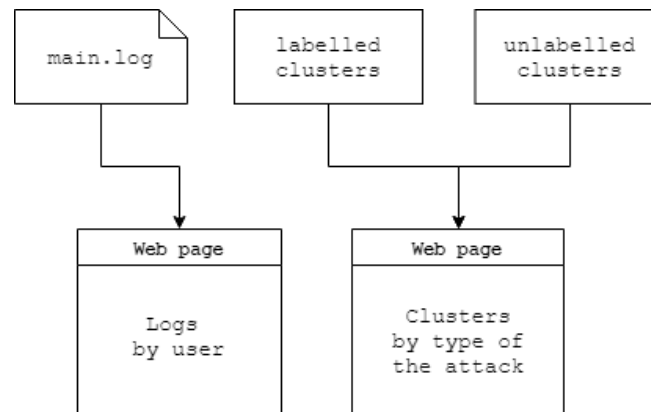 main.log
labelled
clusters
unlabelled
clusters
Web page
Logs
by user
Web page
Clusters
by type of
the attack